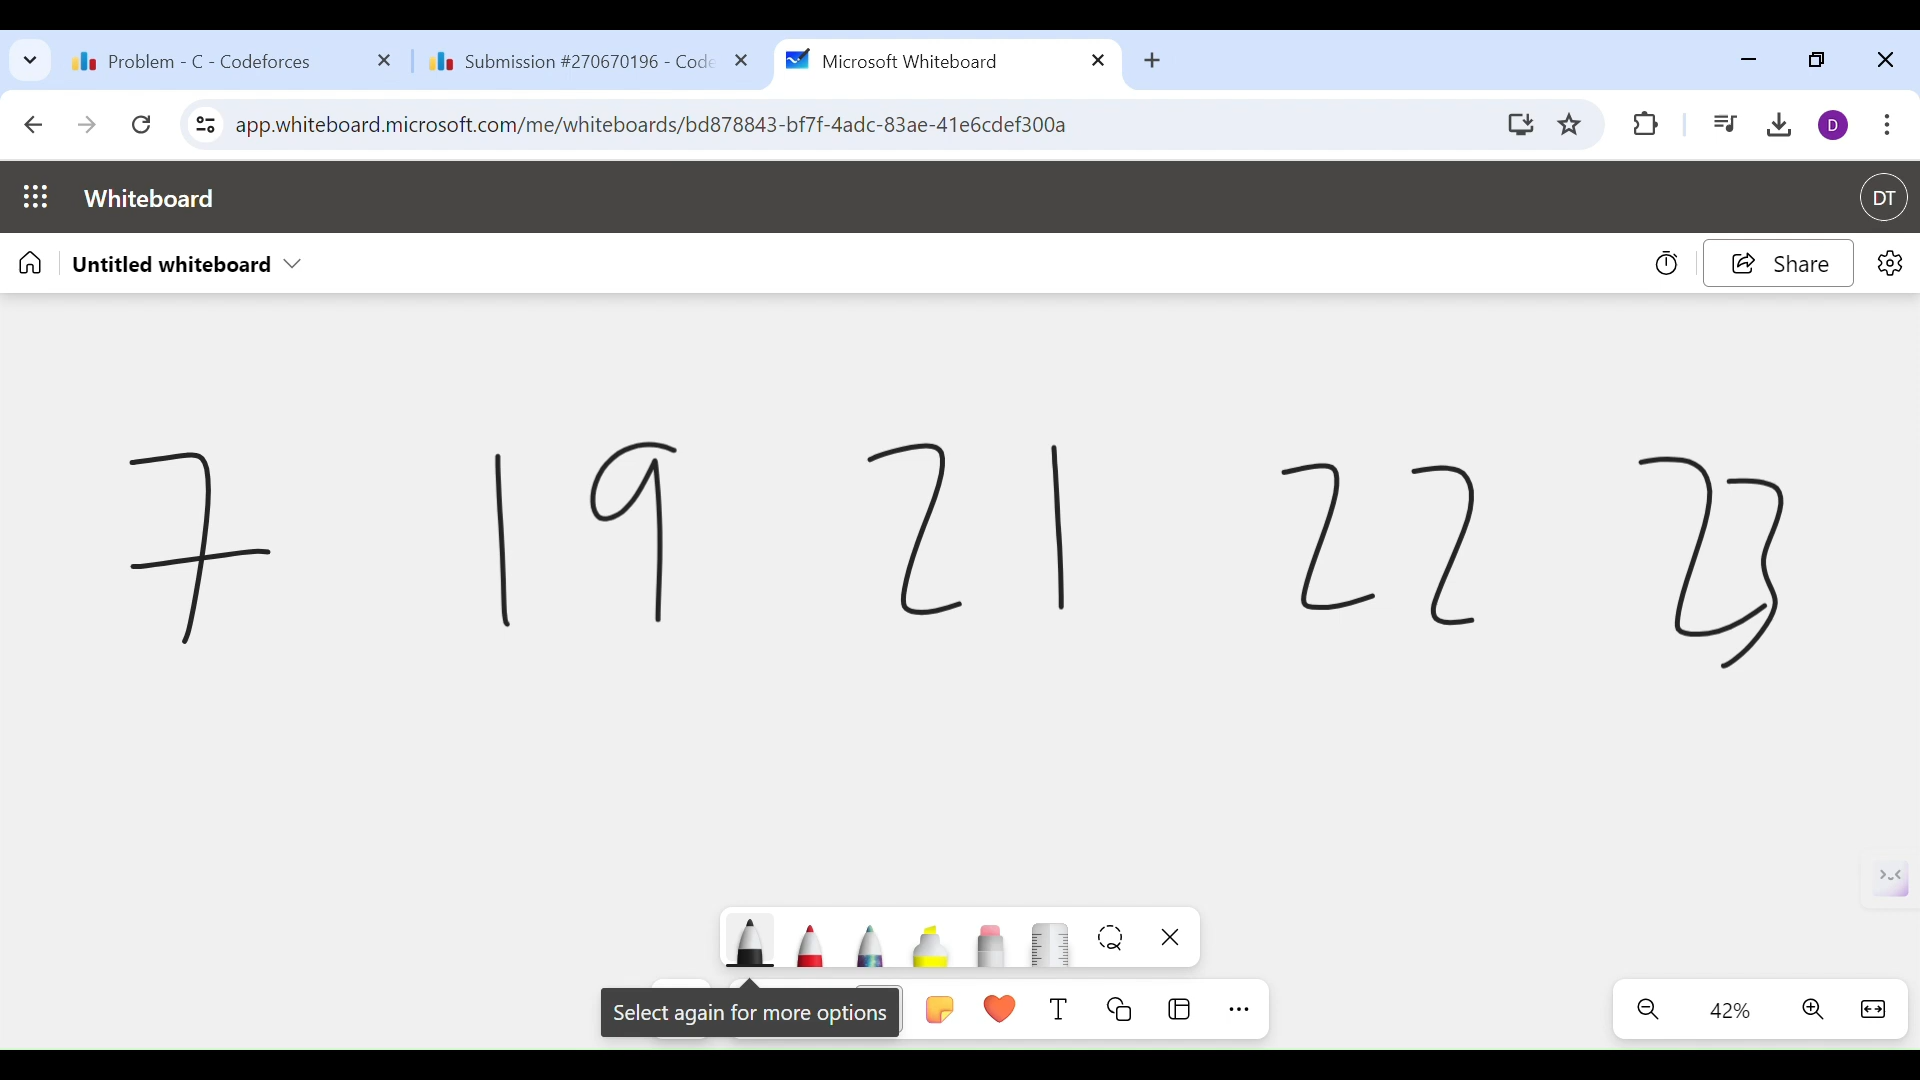 Problem - C - Codeforces
Submission #270670196 - Code
Microsoft Whiteboard
app.whiteboard.microsoft.com/me/whiteboards/bd878843-bf7f-4adc-83ae-41e6cdef300a
D
Whiteboard
DT
Untitled whiteboard
Share
7 19 21 22 23
Select again for more options
T
42%